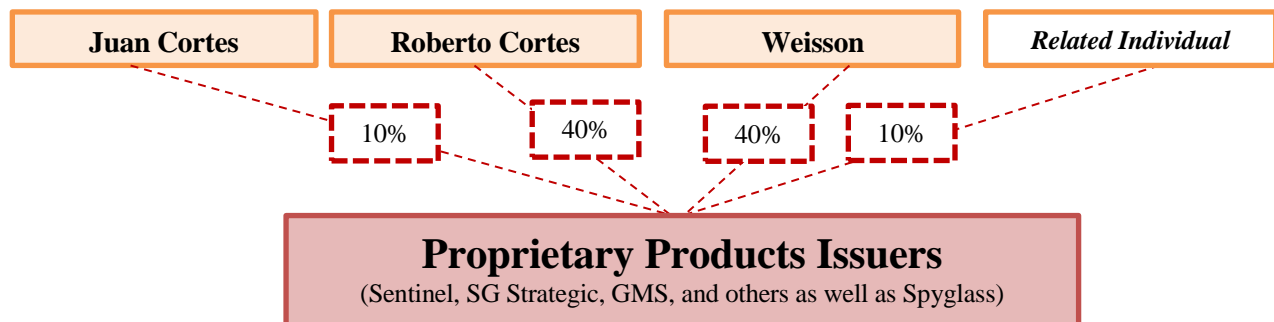 Juan Cortes
Roberto Cortes
Weisson
Related Individual
10%
40%
40%
10%
Proprietary Products Issuers
(Sentinel, SG Strategic, GMS, and others as well as Spyglass)